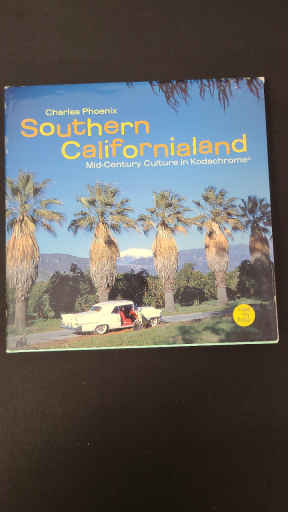 Charles Phoenix
Southern
Californialand
Mid-Century Culture in Kodachrome®